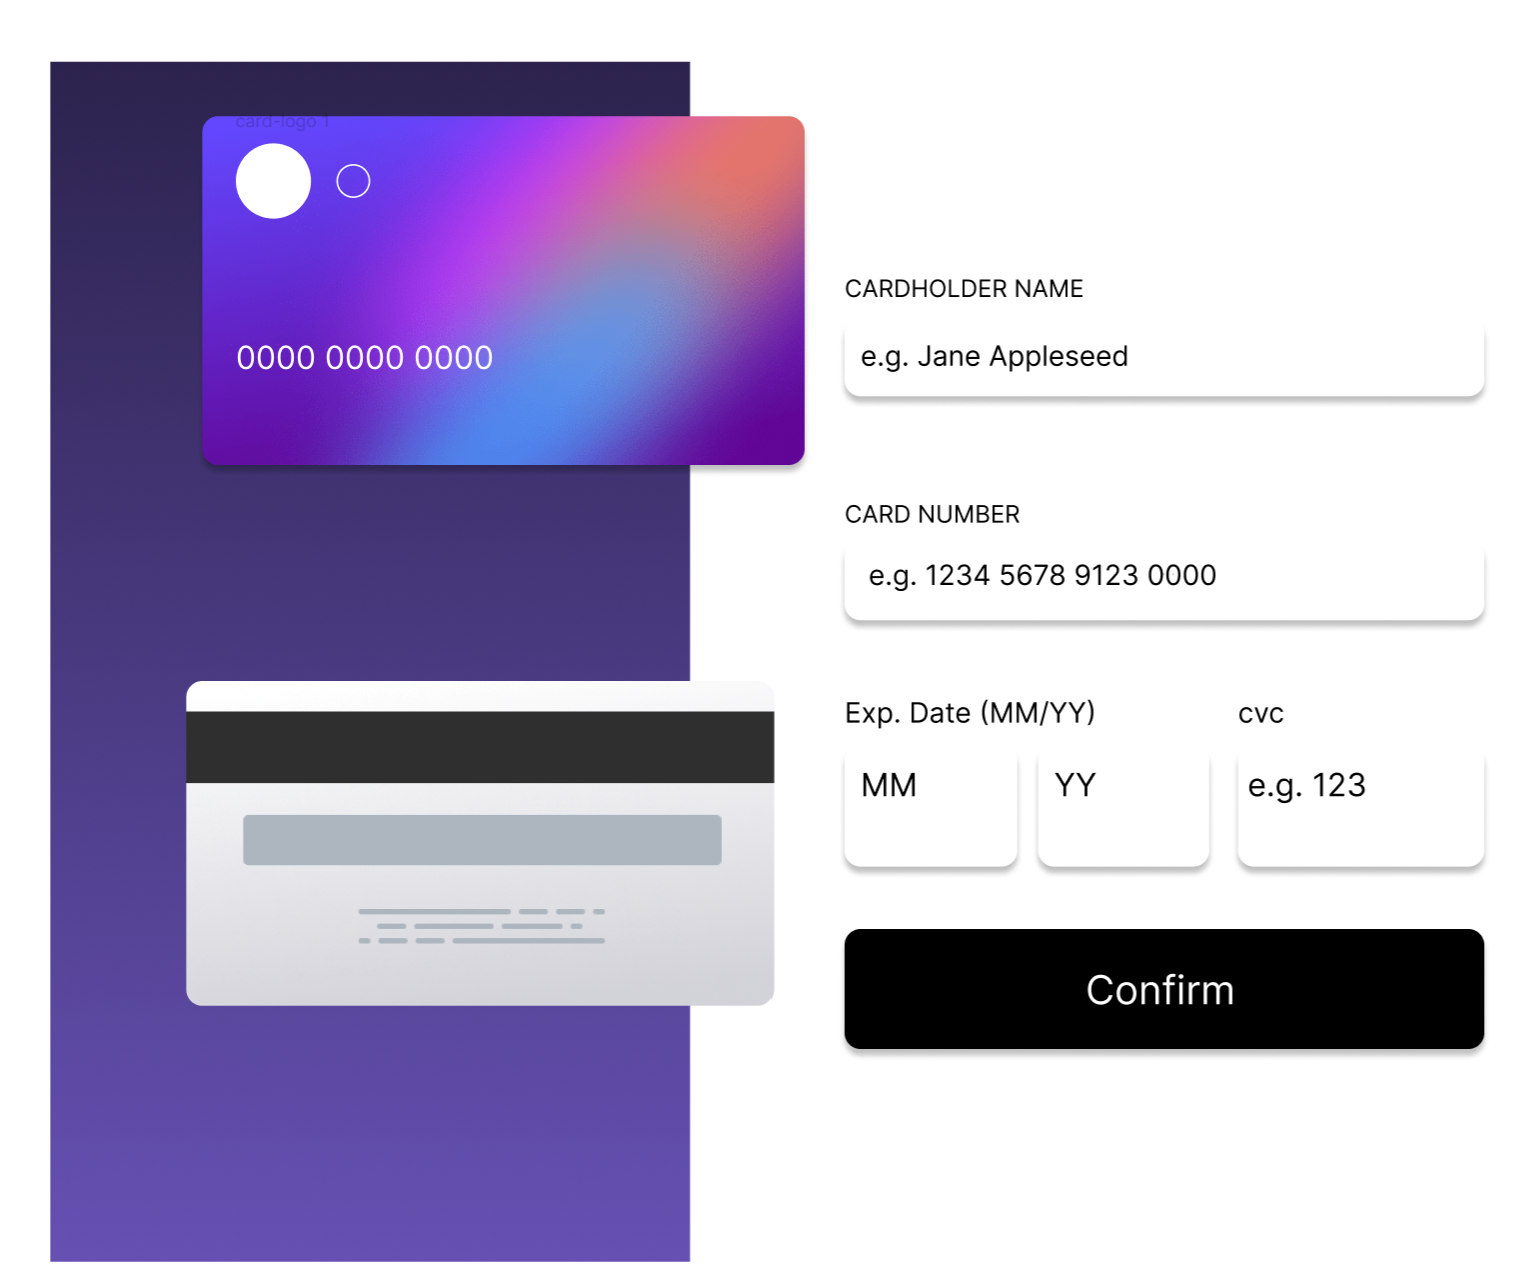 card-logo 1
0000 0000 0000
CARDHOLDER NAME
e.g. Jane Appleseed
CARD NUMBER
e.g. 1234 5678 9123 0000
Exp. Date (MM/YY) cvc
MM YY e.g. 123
Confirm